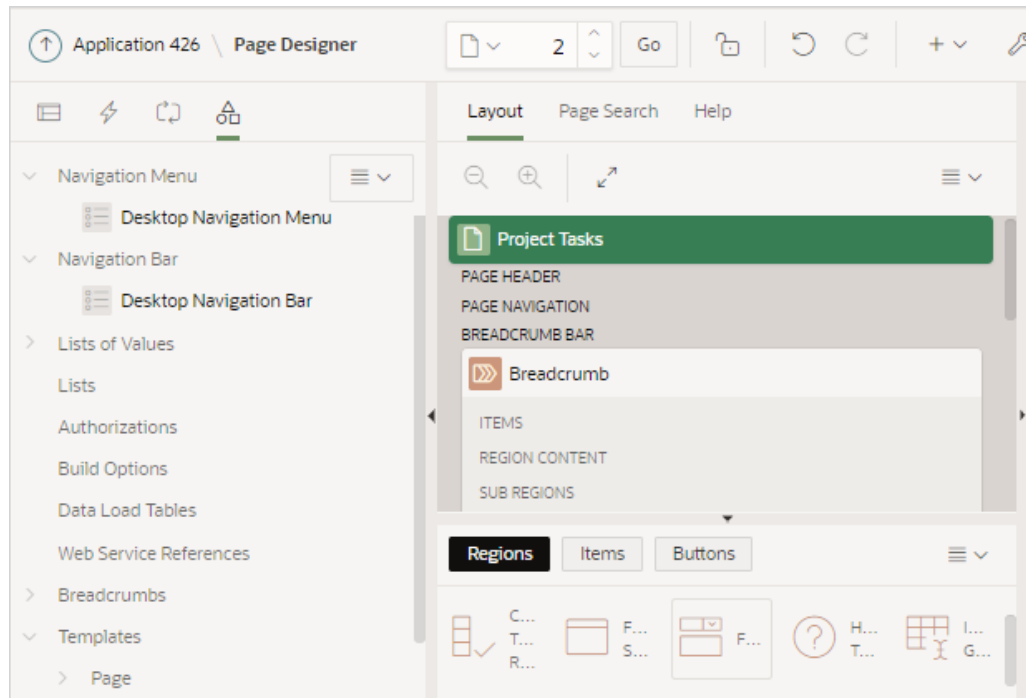 Application 426 \ Page Designer
2
Go
Layout
Page Search
Help
Navigation Menu
Desktop Navigation Menu
Navigation Bar
Desktop Navigation Bar
Lists of Values
Lists
Authorizations
Build Options
Data Load Tables
Web Service References
Breadcrumbs
Templates
Page
Project Tasks
PAGE HEADER
PAGE NAVIGATION
BREADCRUMB BAR
Breadcrumb
ITEMS
REGION CONTENT
SUB REGIONS
Regions
Items
Buttons
C...
T...
R...
F...
S...
F...
H...
T...
I...
G...